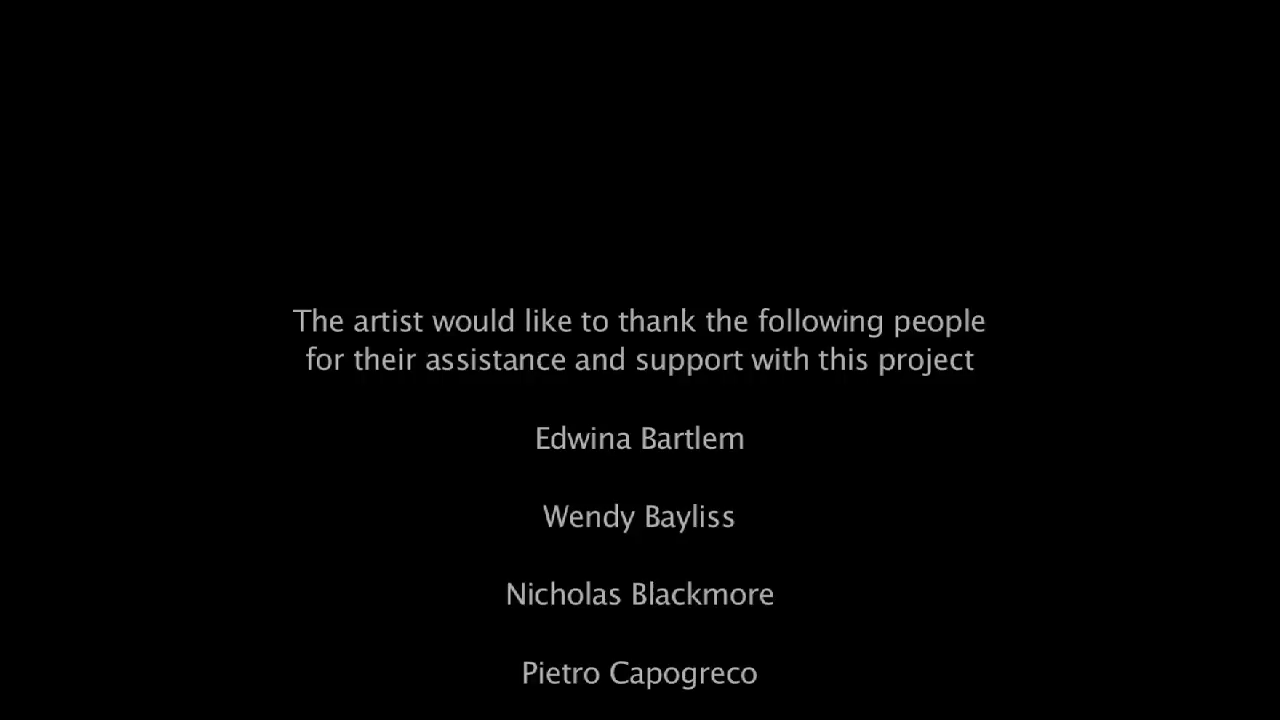 The artist would like to thank the following people
for their assistance and support with this project
Edwina Bartlem
Wendy Bayliss
Nicholas Blackmore
Pietro Capogreco